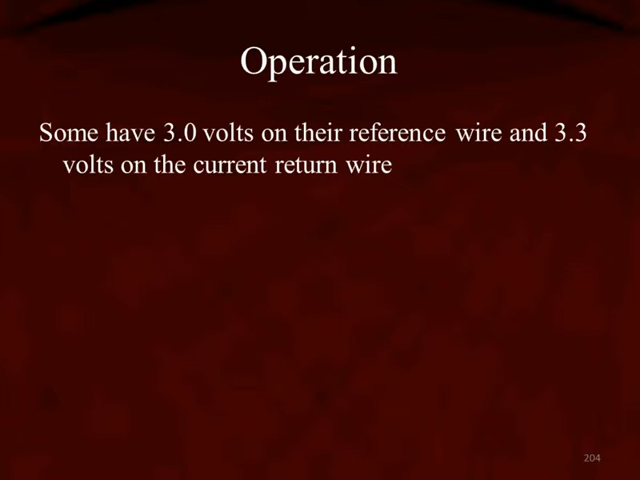 Operation
Some have 3.0 volts on their reference wire and 3.3
volts on the current return wire
204